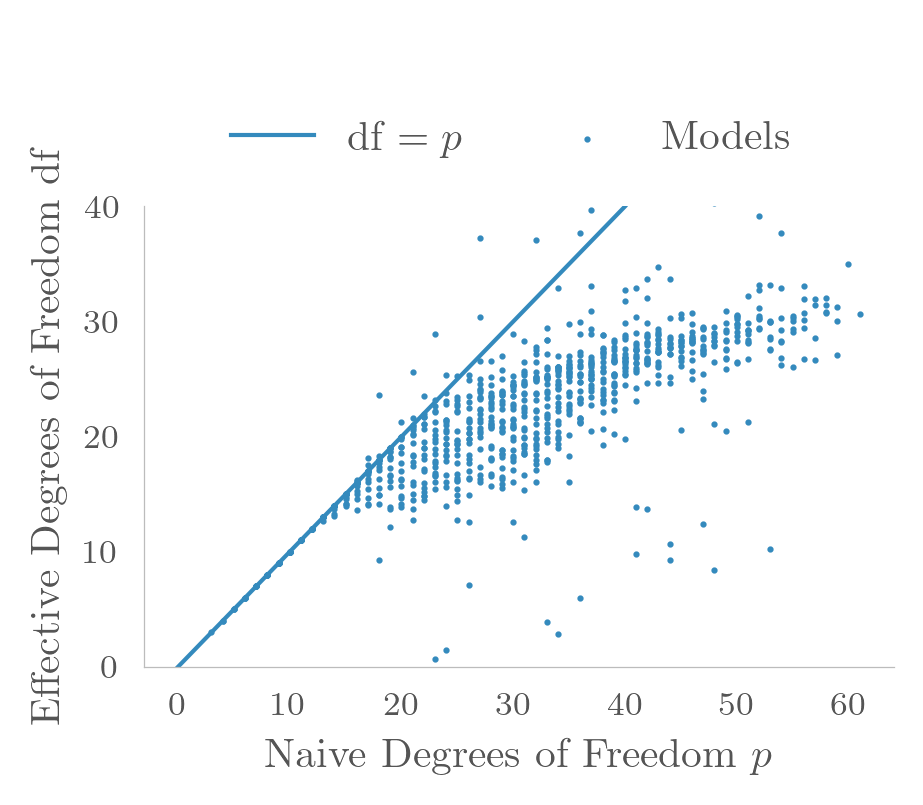 df = p
Models
Effective Degrees of Freedom df
40
30
20
10
0
0 10 20 30 40 50 60
Naive Degrees of Freedom p